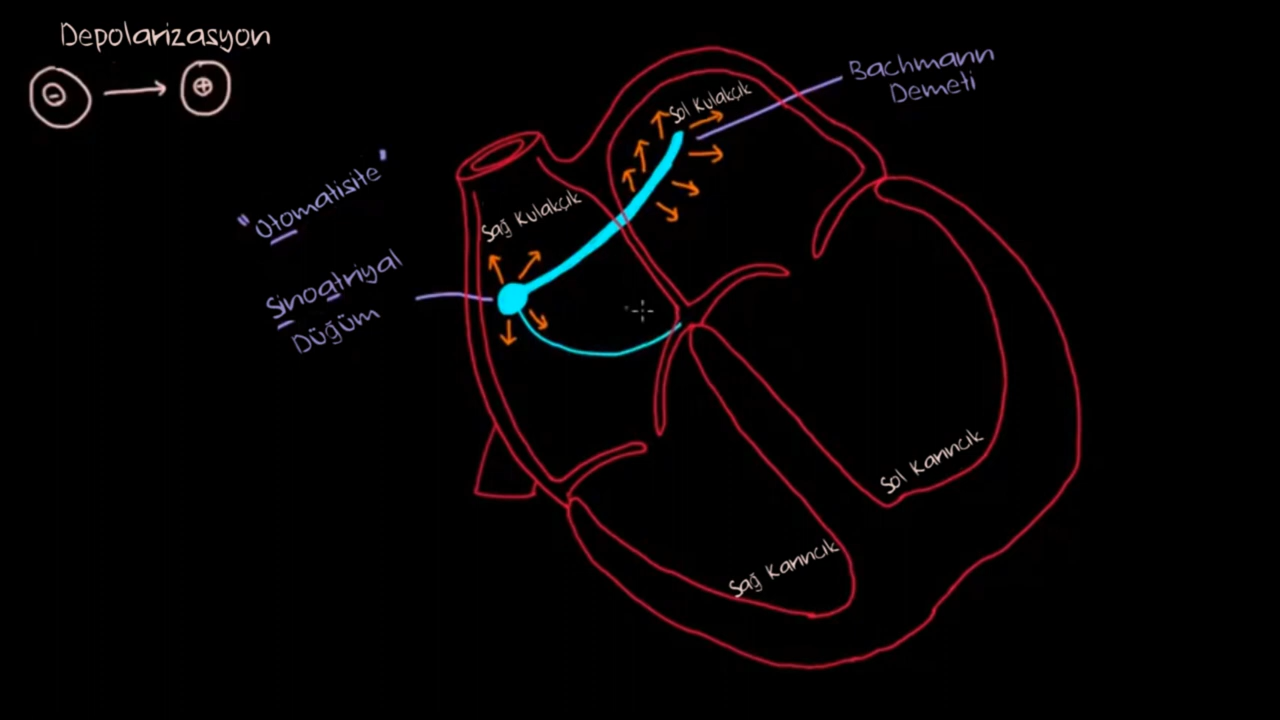 Depolarizasyon
- → +
Bachmann
Demeti
Sol Kulakçık
"Otomatisite"
Sağ Kulakçık
Sinoatriyal
Düğüm
Sol Karıncık
Sağ Karıncık